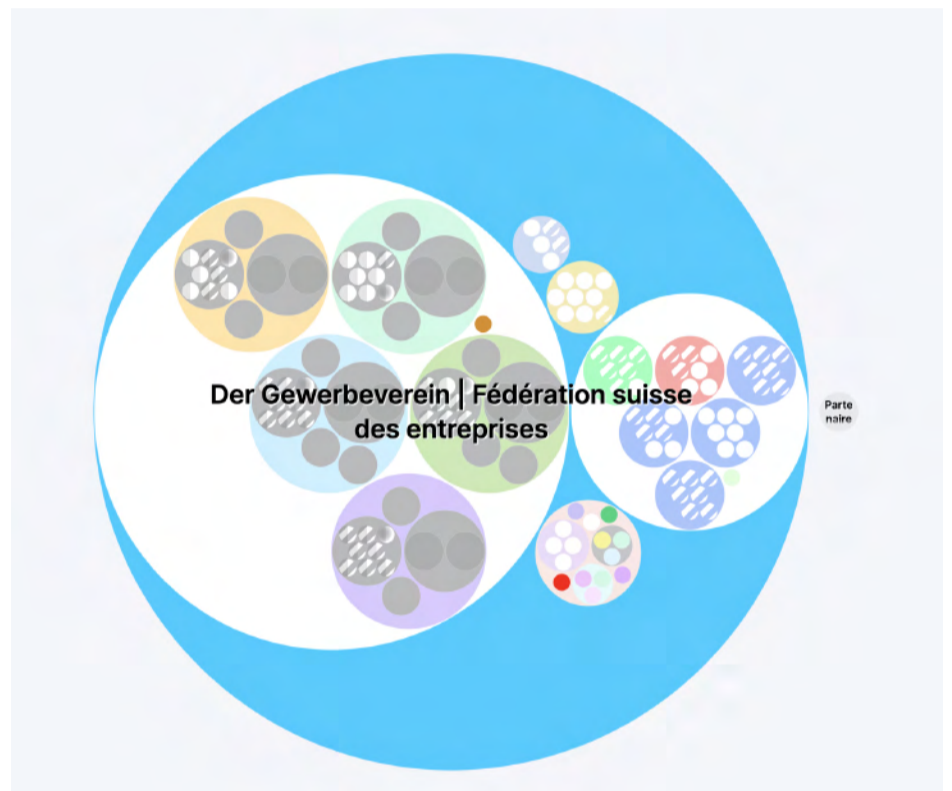 Der Gewerbeverein | Fédération suisse
des entreprises
Parte
naire